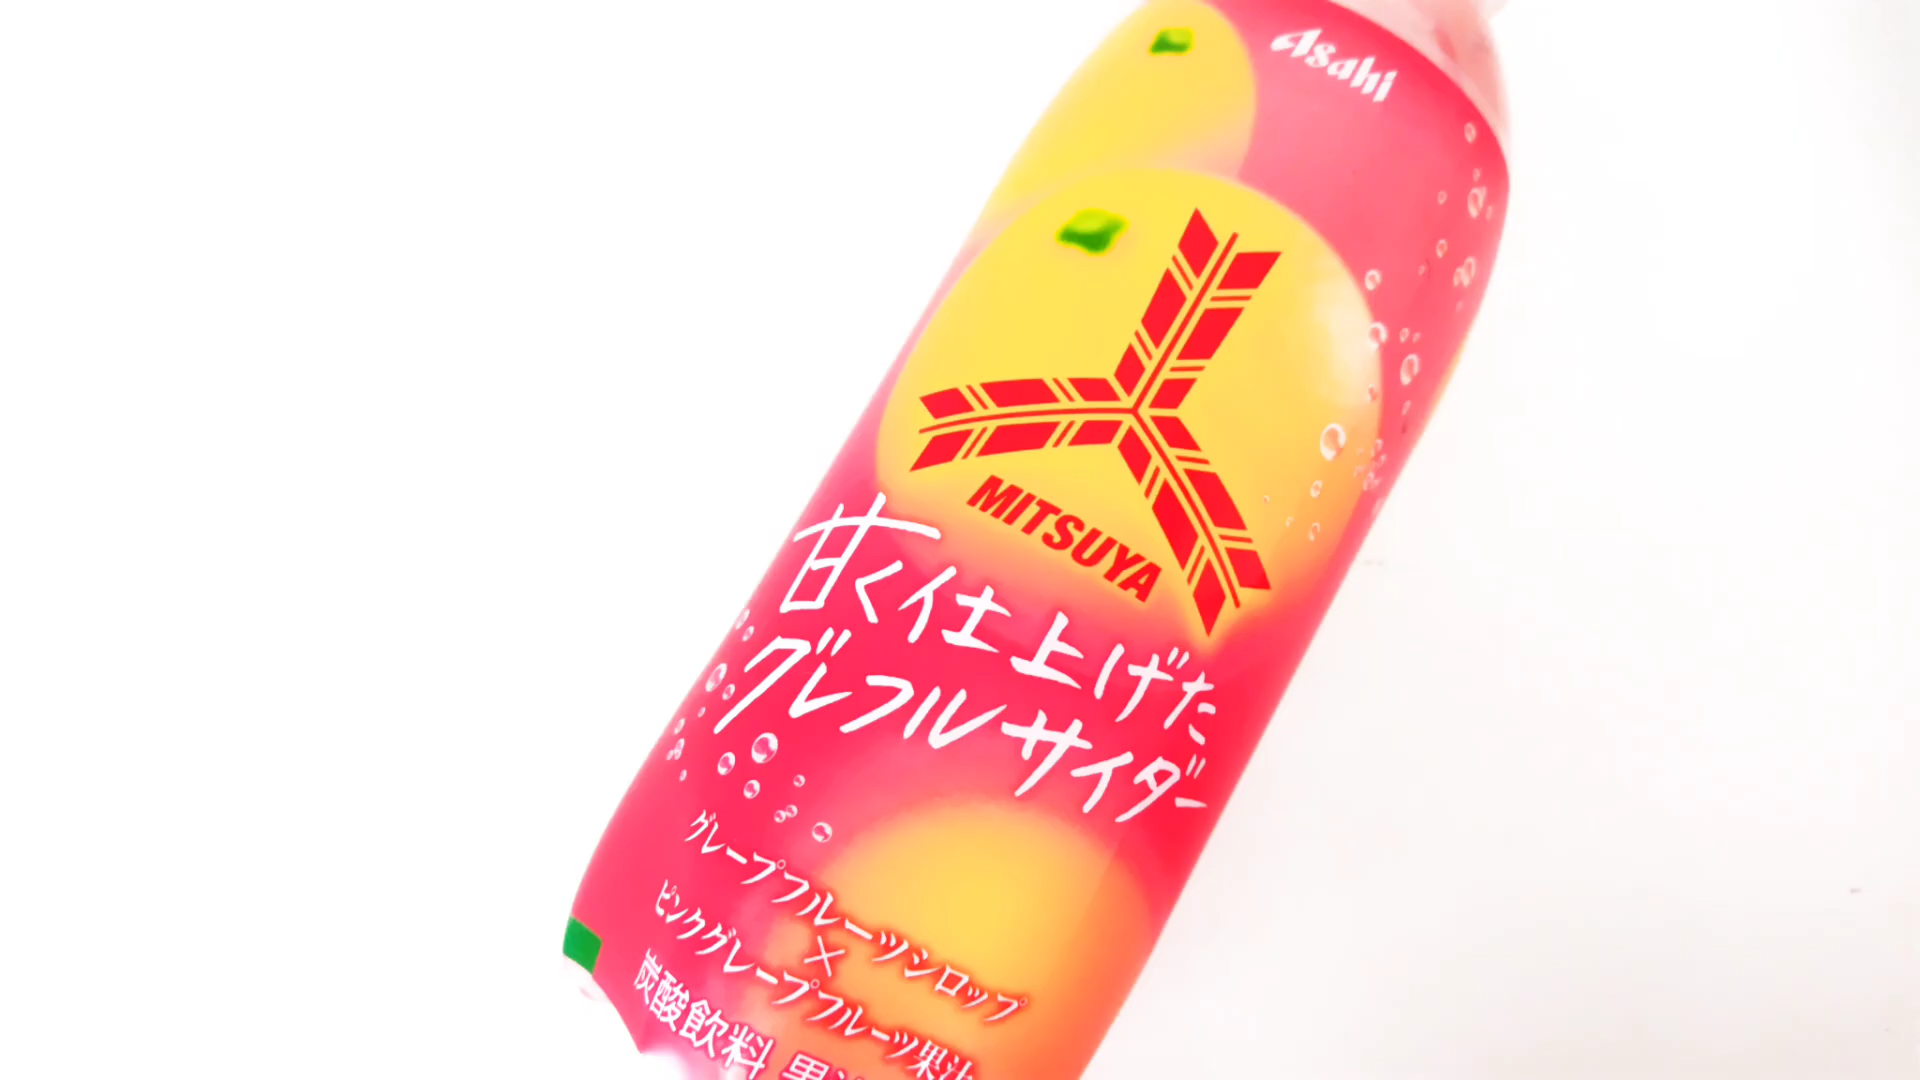 Asahi
MITSUYA
甘く仕上げた
グレフルサイダー
グレープフルーツシロップ
×
ピンクグレープフルーツ果汁
炭酸飲料 果汁